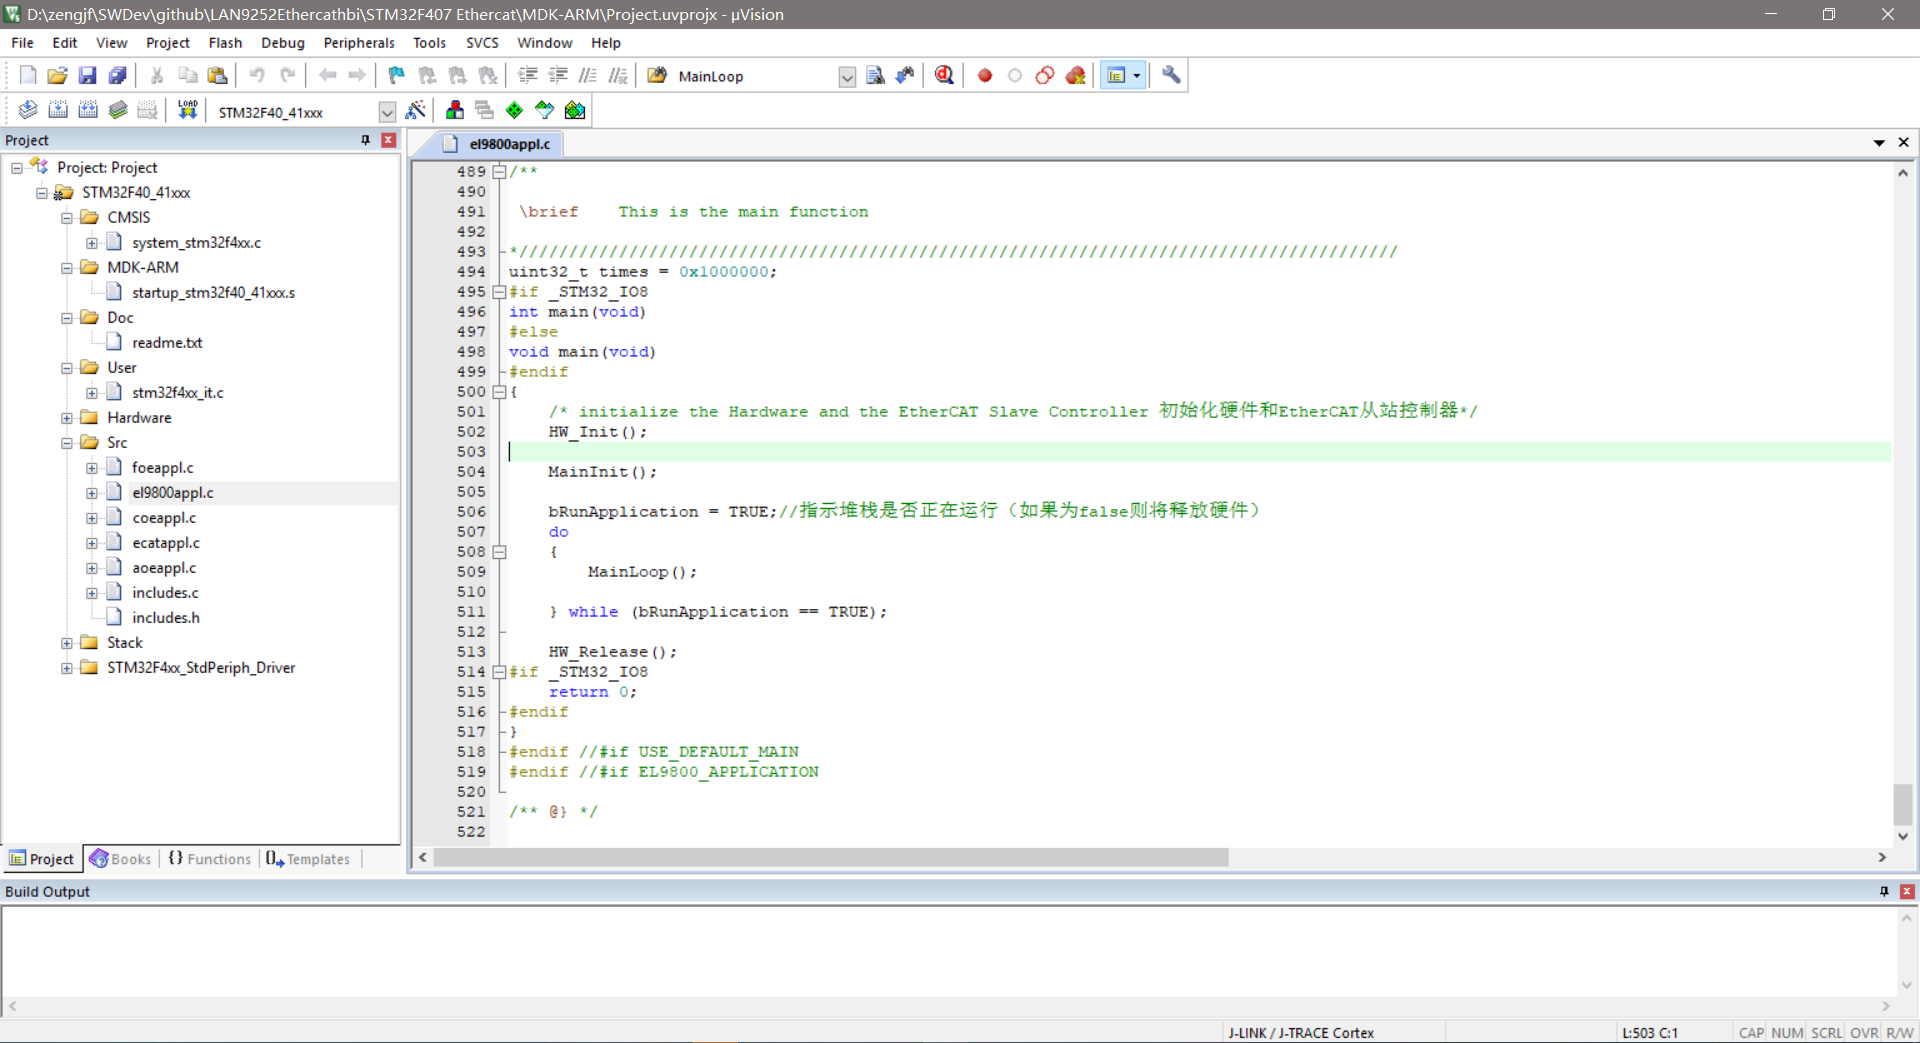 D:\zengjf\SWDev\github\LAN9252Ethercathbi\STM32F407 Ethercat\MDK-ARM\Project.uvprojx - µVision
File Edit View Project Flash Debug Peripherals Tools SVCS Window Help
MainLoop
LOAD STM32F40_41xxx
Project
Project: Project
STM32F40_41xxx
CMSIS
system_stm32f4xx.c
MDK-ARM
startup_stm32f40_41xxx.s
Doc
readme.txt
User
stm32f4xx_it.c
Hardware
Src
foeappl.c
el9800appl.c
coeappl.c
ecatappl.c
aoeappl.c
includes.c
includes.h
Stack
STM32F4xx_StdPeriph_Driver
Project Books {} Functions Templates
el9800appl.c
489 /**
490
491 \brief    This is the main function
492
493 *////////////////////////////////////////////////////////////////////////////////////////
494 uint32_t times = 0x1000000;
495 #if _STM32_IO8
496 int main(void)
497 #else
498 void main(void)
499 #endif
500 {
501     /* initialize the Hardware and the EtherCAT Slave Controller 初始化硬件和EtherCAT从站控制器*/
502     HW_Init();
503
504     MainInit();
505
506     bRunApplication = TRUE;//指示堆栈是否正在运行（如果为false则将释放硬件）
507     do
508     {
509         MainLoop();
510
511     } while (bRunApplication == TRUE);
512
513     HW_Release();
514 #if _STM32_IO8
515     return 0;
516 #endif
517 }
518 #endif //#if USE_DEFAULT_MAIN
519 #endif //#if EL9800_APPLICATION
520
521 /** @} */
522
Build Output
J-LINK / J-TRACE Cortex L:503 C:1 CAP NUM SCRL OVR R/W